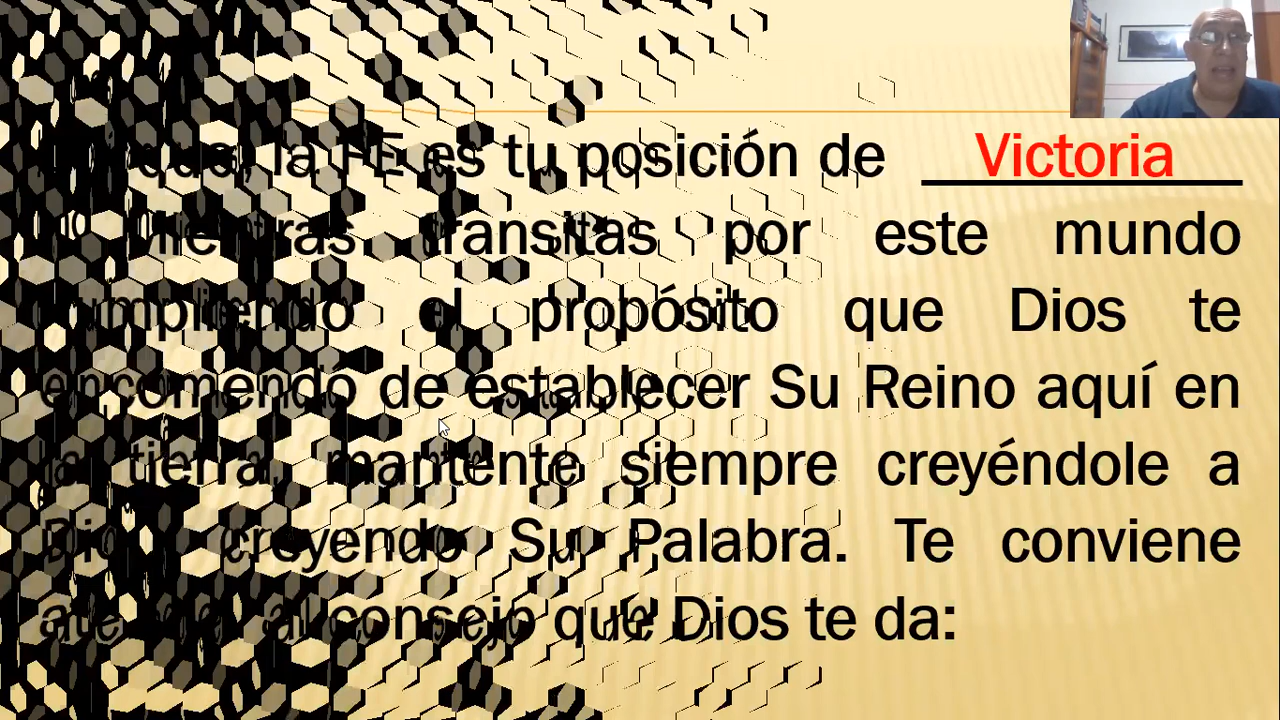 la FE es tu posición de Victoria
Mientras transitas por este mundo
cumpliendo el propósito que Dios te
encomendó de establecer Su Reino aquí en
la tierra, mantente siempre creyéndole a
Dios, creyendo Su Palabra. Te conviene
atender al consejo que Dios te da: